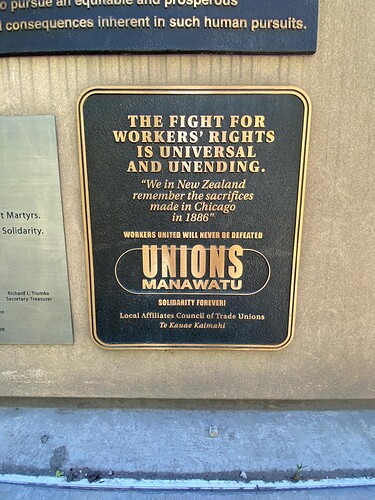 o pursue an equitable and prosperous
l consequences inherent in such human pursuits.
t Martyrs.
Solidarity.
Richard L. Trumka
Secretary-Treasurer
THE FIGHT FOR
WORKERS' RIGHTS
IS UNIVERSAL
AND UNENDING.
"We in New Zealand
remember the sacrifices
made in Chicago
in 1886"
WORKERS UNITED WILL NEVER BE DEFEATED
UNIONS
MANAWATU
SOLIDARITY FOREVER!
Local Affiliates Council of Trade Unions
Te Kauae Kaimahi